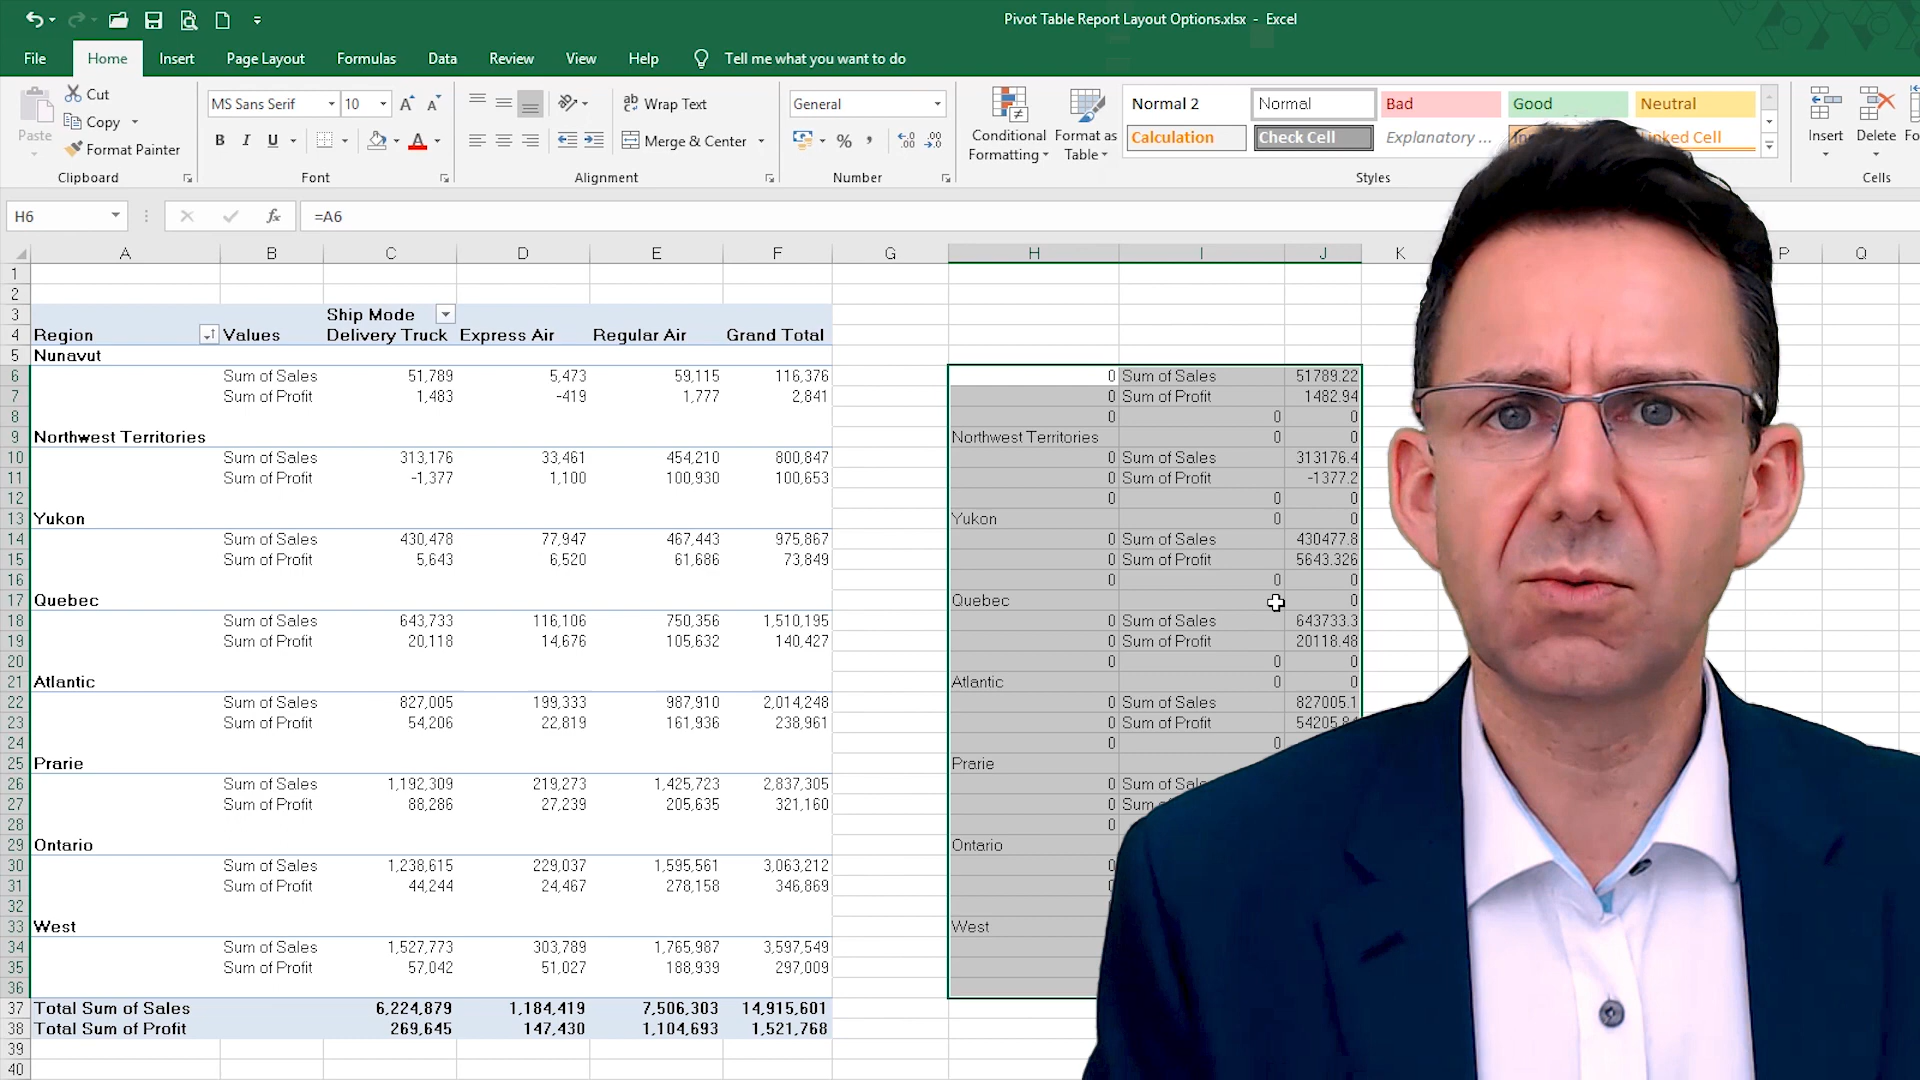 Pivot Table Report Layout Options.xlsx - Excel
File Home Insert Page Layout Formulas Data Review View Help Tell me what you want to do
Cut
Copy
Paste
Format Painter
Clipboard
MS Sans Serif 10
B I U
Font
Wrap Text
Merge & Center
Alignment
General
%
Number
Conditional Formatting
Format as Table
Normal 2 Normal Bad Good Neutral
Calculation Check Cell Explanatory ... Linked Cell
Styles
Insert Delete
Cells
H6 fx =A6
A B C D E F G H I J K P Q
1
2
3 Ship Mode
4 Region Values Delivery Truck Express Air Regular Air Grand Total
5 Nunavut
6 Sum of Sales 51,789 5,473 59,115 116,376 0 Sum of Sales 51789.22
7 Sum of Profit 1,483 -419 1,777 2,841 0 Sum of Profit 1482.94
8 0 0 0
9 Northwest Territories Northwest Territories 0 0
10 Sum of Sales 313,176 33,461 454,210 800,847 0 Sum of Sales 313176.4
11 Sum of Profit -1,377 1,100 100,930 100,653 0 Sum of Profit -1377.2
12 0 0 0
13 Yukon Yukon 0 0
14 Sum of Sales 430,478 77,947 467,443 975,867 0 Sum of Sales 430477.8
15 Sum of Profit 5,643 6,520 61,686 73,849 0 Sum of Profit 5643.326
16 0 0 0
17 Quebec Quebec 0
18 Sum of Sales 643,733 116,106 750,356 1,510,195 0 Sum of Sales 643733.3
19 Sum of Profit 20,118 14,676 105,632 140,427 0 Sum of Profit 20118.48
20 0 0 0
21 Atlantic Atlantic 0 0
22 Sum of Sales 827,005 199,333 987,910 2,014,248 0 Sum of Sales 827005.1
23 Sum of Profit 54,206 22,819 161,936 238,961 0 Sum of Profit 54205.84
24 0 0
25 Prarie Prarie
26 Sum of Sales 1,192,309 219,273 1,425,723 2,837,305 0 Sum of Sales
27 Sum of Profit 88,286 27,239 205,635 321,160 0 Sum
28 0
29 Ontario Ontario
30 Sum of Sales 1,238,615 229,037 1,595,561 3,063,212 0
31 Sum of Profit 44,244 24,467 278,158 346,869
32
33 West West
34 Sum of Sales 1,527,773 303,789 1,765,987 3,597,549
35 Sum of Profit 57,042 51,027 188,939 297,009
36
37 Total Sum of Sales 6,224,879 1,184,419 7,506,303 14,915,601
38 Total Sum of Profit 269,645 147,430 1,104,693 1,521,768
39
40